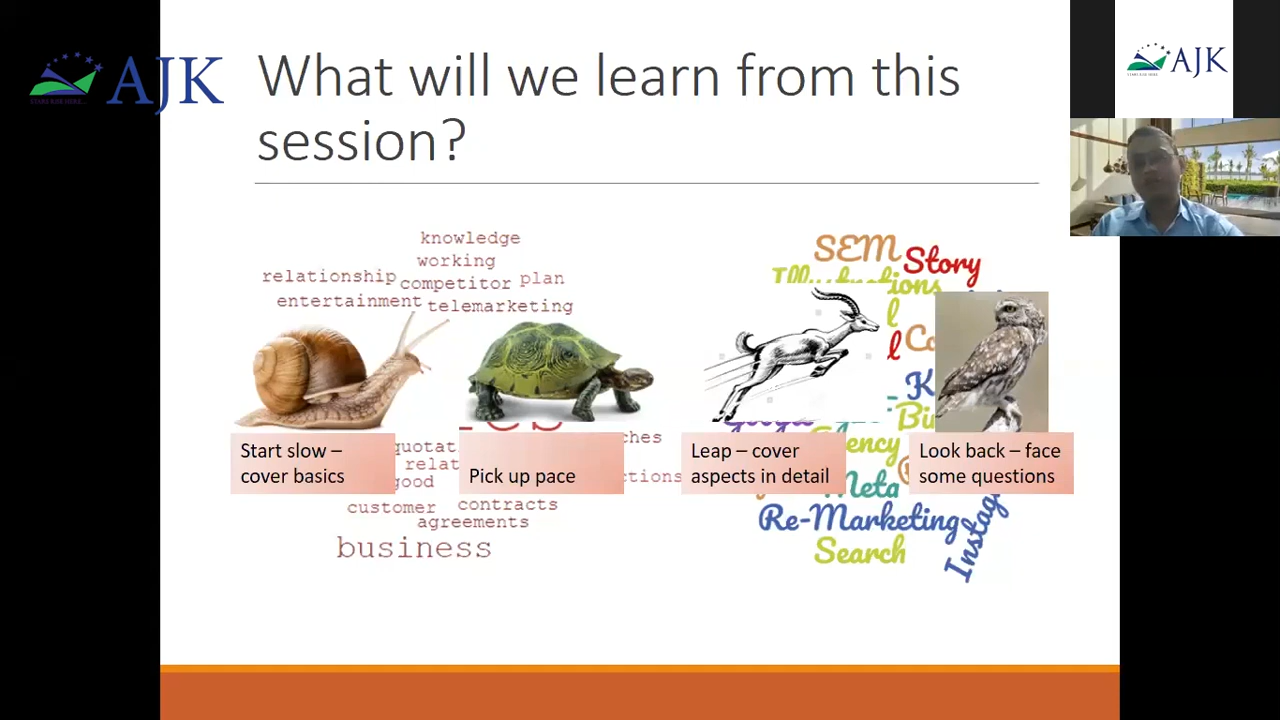 AJK
What will we learn from this
session?
AJK
knowledge
working
relationship
competitor plan
entertainment
telemarketing
SEM
Story
Illustrations
Start slow –
cover basics
Pick up pace
Leap – cover
aspects in detail
Look back – face
some questions
good
customer contracts
agreements
business
Meta
Re-Marketing
Search